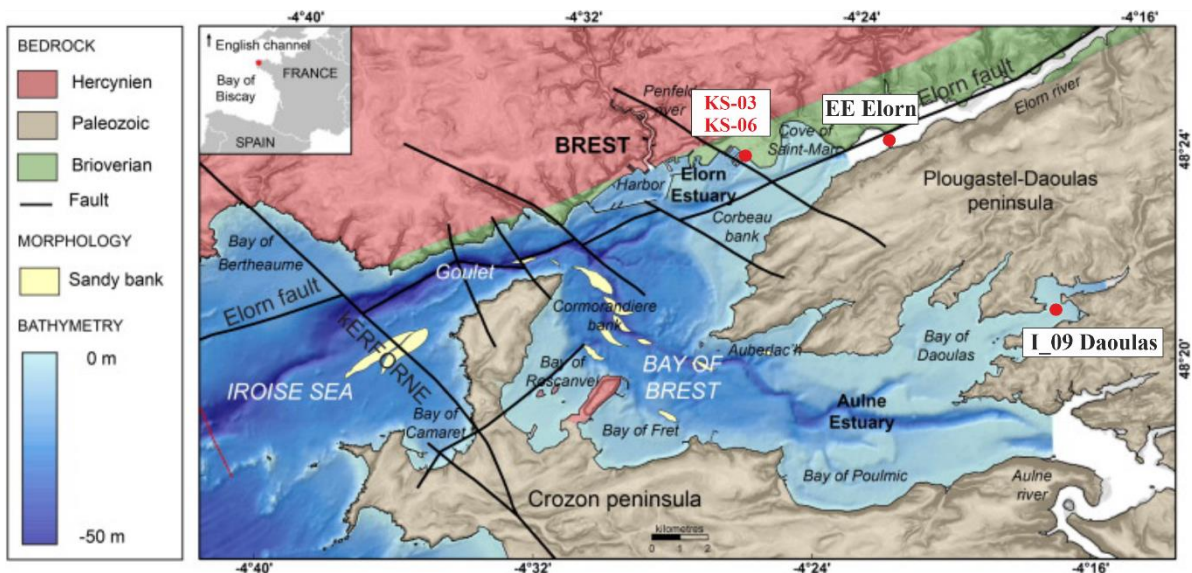 BEDROCK
Hercynien
Paleozoic
Brioverian
Fault
MORPHOLOGY
Sandy bank
BATHYMETRY
0 m
-50 m
-4°40'
-4°32'
-4°24'
-4°16'
English channel
FRANCE
Bay of
Biscay
SPAIN
Penfeld
river
KS-03
KS-06
EE Elorn
Elorn fault
Elorn river
BREST
Cove of
Saint-Marc
48°24'
Harbor
Elorn
Estuary
Plougastel-Daoulas
peninsula
Corbeau
bank
Bay of
Bertheaume
Goulet
Elorn fault
Cormorandiere
bank
kERFORNE
Bay of
Daoulas
I_09 Daoulas
Auberlac'h
48°20'
Bay of
Roscanvel
BAY OF
BREST
IROISE SEA
Aulne
Estuary
Bay of
Camaret
Bay of Fret
Bay of Poulmic
Aulne
river
Crozon peninsula
kilometres
1 0 2
-4°40'
-4°32'
-4°24'
-4°16'